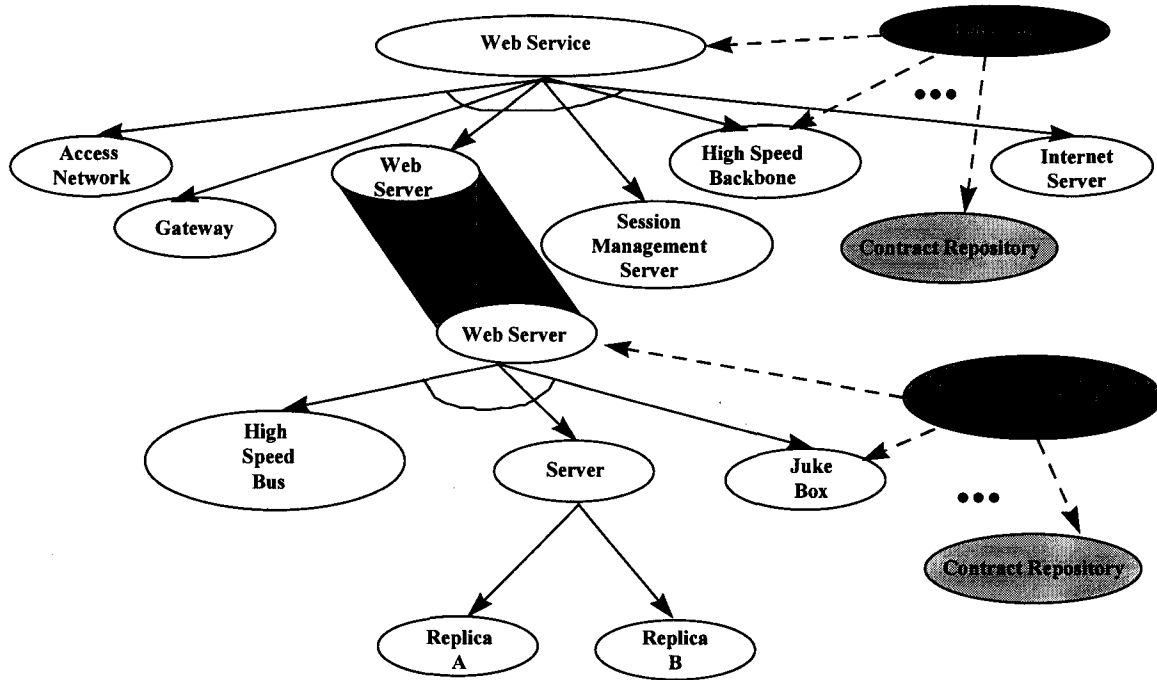 Web Service
Access
Network
Gateway
Web
Server
Session
Management
Server
High Speed
Backbone
Internet
Server
Contract Repository
Web Server
High
Speed
Bus
Server
Juke
Box
Contract Repository
Replica
A
Replica
B